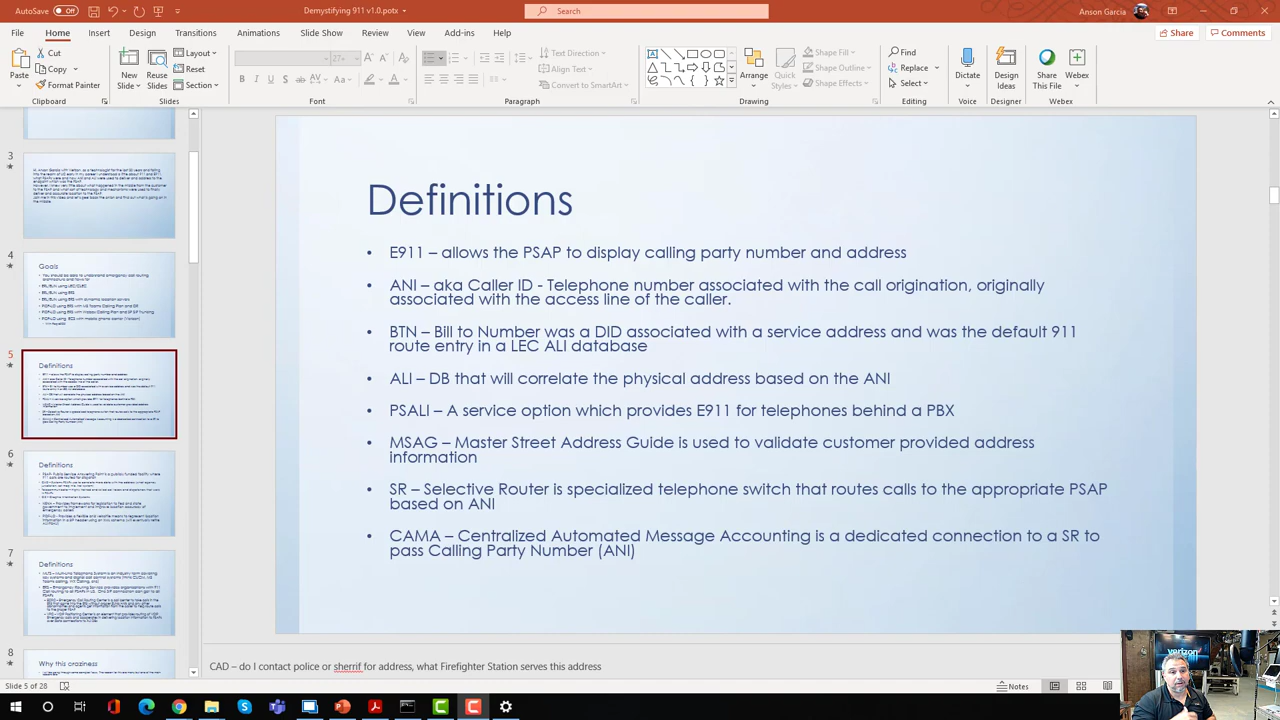 AutoSave Off
Demystifying 911 v1.0.pptx
Search
Anson Garcia
File Home Insert Design Transitions Animations Slide Show Review View Add-ins Help
Share Comments
Paste
Cut
Copy
Format Painter
Clipboard
New
Slide
Reuse
Slides
Layout
Reset
Section
Slides
27
Font
Text Direction
Align Text
Convert to SmartArt
Paragraph
Arrange
Quick
Styles
Shape Fill
Shape Outline
Shape Effects
Drawing
Find
Replace
Select
Editing
Dictate
Voice
Design
Ideas
Designer
Share
This File
Webex
Webex
3
4
Goals
5
Definitions
6
Definitions
7
Definitions
8
Why this craziness
Definitions
• E911 – allows the PSAP to display calling party number and address
• ANI – aka Caller ID - Telephone number associated with the call origination, originally
associated with the access line of the caller.
• BTN – Bill to Number was a DID associated with a service address and was the default 911
route entry in a LEC ALI database
• ALI – DB that will correlate the physical address based on the ANI
• PSALI – A service option which provides E911 for telephones behind a PBX
• MSAG – Master Street Address Guide is used to validate customer provided address
information
• SR – Selective Router is specialized telephone switch that routes calls to the appropriate PSAP
based on ANI
• CAMA – Centralized Automated Message Accounting is a dedicated connection to a SR to
pass Calling Party Number (ANI)
CAD – do I contact police or sherrif for address, what Firefighter Station serves this address
Slide 5 of 28
Notes
verizon